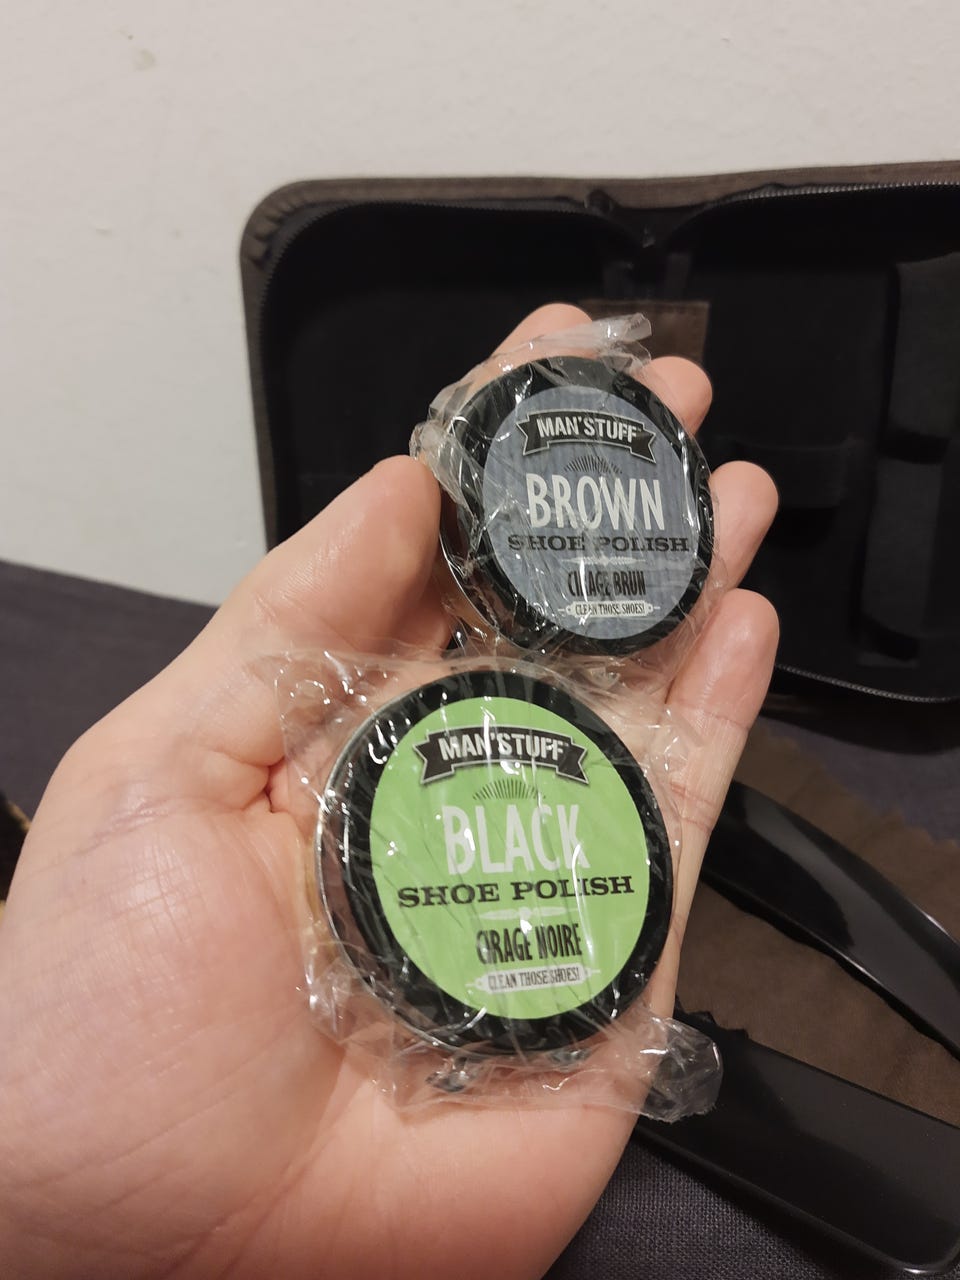 MAN'STUFF
BROWN
SHOE POLISH
CIRAGE BRUN
CLEAN THOSE SHOES!
MAN'STUFF™
BLACK
SHOE POLISH
CIRAGE NOIRE
CLEAN THOSE SHOES!